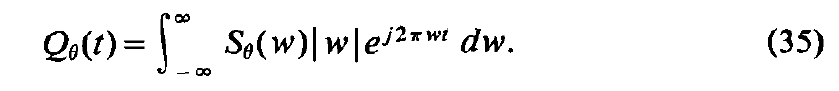 Q_θ(t) = ∫_{-∞}^{∞} S_θ(w)|w|e^{j2πwt} dw. (35)